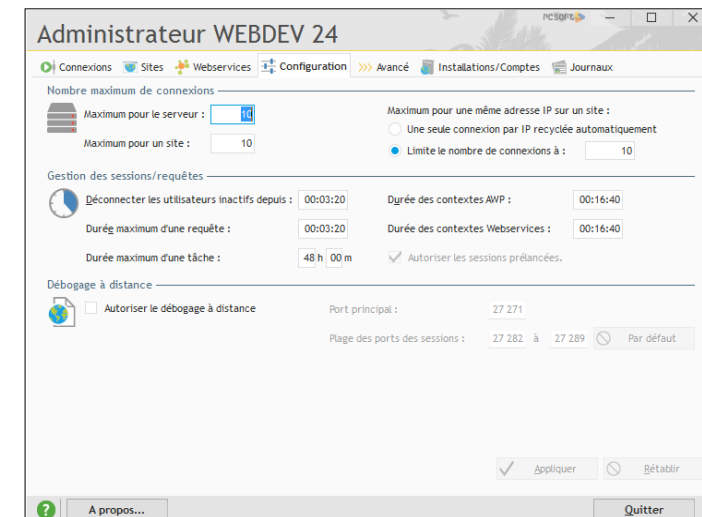 PCSOFT
Administrateur WEBDEV 24
Connexions Sites Webservices Configuration Avancé Installations/Comptes Journaux
Nombre maximum de connexions
Maximum pour le serveur : 10
Maximum pour un site : 10
Maximum pour une même adresse IP sur un site :
Une seule connexion par IP recyclée automatiquement
Limite le nombre de connexions à : 10
Gestion des sessions/requêtes
Déconnecter les utilisateurs inactifs depuis : 00:03:20 Durée des contextes AWP : 00:16:40
Durée maximum d'une requête : 00:03:20 Durée des contextes Webservices : 00:16:40
Durée maximum d'une tâche : 48 h 00 m Autoriser les sessions prélancées.
Débogage à distance
Autoriser le débogage à distance Port principal : 27 271
Plage des ports des sessions : 27 282 à 27 289 Par défaut
Appliquer Rétablir
? A propos... Quitter